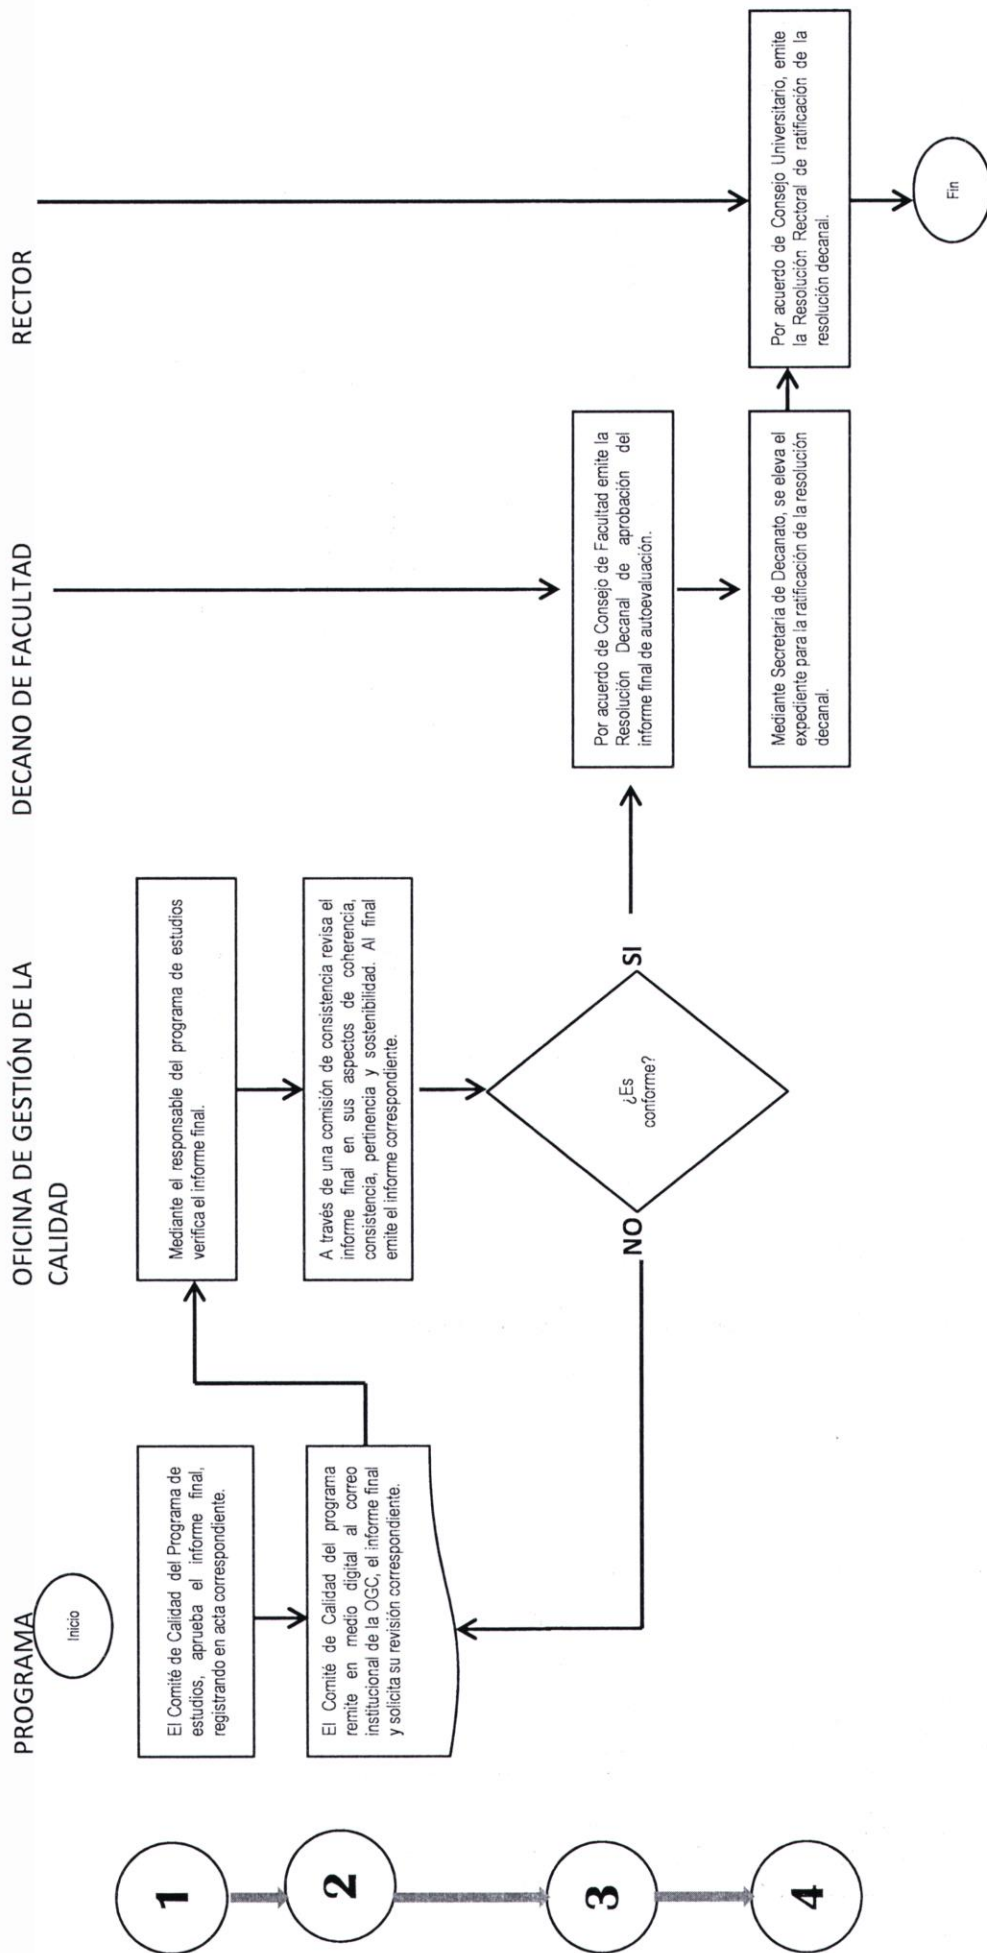 PROGRAMA
OFICINA DE GESTIÓN DE LA
CALIDAD
DECANO DE FACULTAD
RECTOR
Inicio
1
El Comité de Calidad del Programa de
estudios, aprueba el informe final,
registrando en acta correspondiente.
Mediante el responsable del programa de estudios
verifica el informe final.
2
El Comité de Calidad del programa
remite en medio digital al correo
institucional de la OGC, el informe final
y solicita su revisión correspondiente.
A través de una comisión de consistencia revisa el
informe final en sus aspectos de coherencia,
consistencia, pertinencia y sostenibilidad. Al final
emite el informe correspondiente.
3
NO
¿Es
conforme?
SI
Por acuerdo de Consejo de Facultad emite la
Resolución Decanal de aprobación del
informe final de autoevaluación.
4
Mediante Secretaria de Decanato, se eleva el
expediente para la ratificación de la resolución
decanal.
Por acuerdo de Consejo Universitario, emite
la Resolución Rectoral de ratificación de la
resolución decanal.
Fin